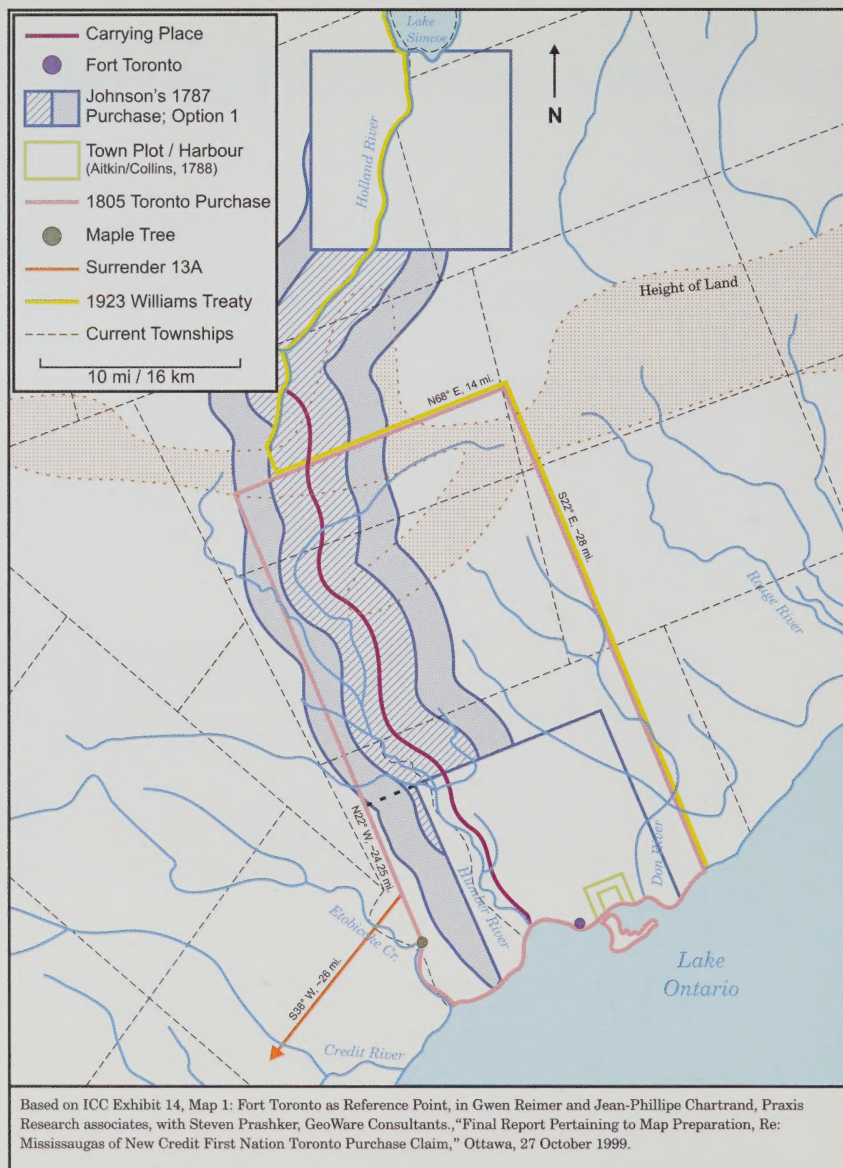 Carrying Place
Fort Toronto
Johnson's 1787
Purchase; Option 1
Town Plot / Harbour
(Aitkin/Collins, 1788)
1805 Toronto Purchase
Maple Tree
Surrender 13A
1923 Williams Treaty
Current Townships
10 mi / 16 km
Lake
Simcoe
N
Holland River
Height of Land
N68° E, 14 mi.
S22° E, ~28 mi.
Rouge River
N22° W, ~24.25 mi.
Don River
Humber River
Etobicoke Cr.
S38° W, ~26 mi.
Lake
Ontario
Credit River
Based on ICC Exhibit 14, Map 1: Fort Toronto as Reference Point, in Gwen Reimer and Jean-Phillipe Chartrand, Praxis
Research associates, with Steven Prashker, GeoWare Consultants.,"Final Report Pertaining to Map Preparation, Re:
Mississaugas of New Credit First Nation Toronto Purchase Claim," Ottawa, 27 October 1999.